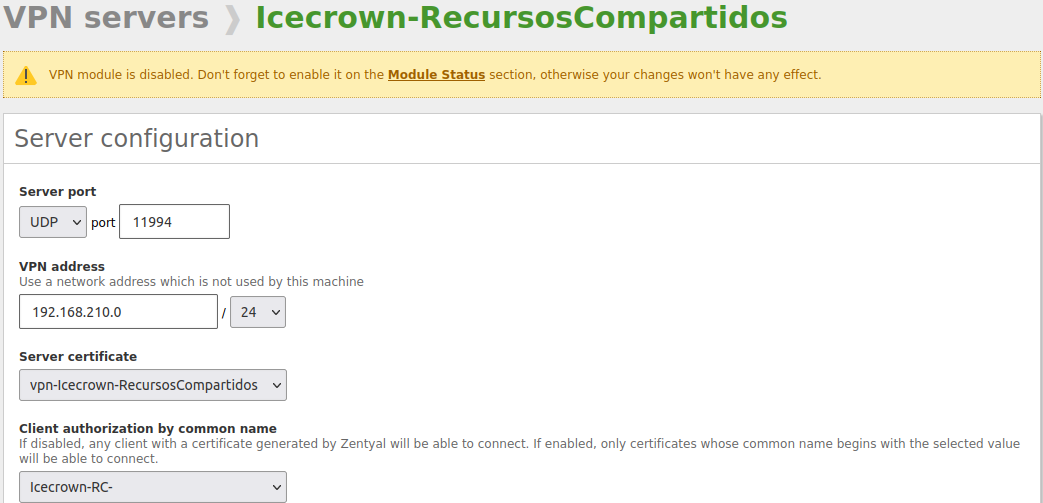 VPN servers ❯ Icecrown-RecursosCompartidos
VPN module is disabled. Don't forget to enable it on the Module Status section, otherwise your changes won't have any effect.
Server configuration
Server port
UDP port 11994
VPN address
Use a network address which is not used by this machine
192.168.210.0 / 24
Server certificate
vpn-Icecrown-RecursosCompartidos
Client authorization by common name
If disabled, any client with a certificate generated by Zentyal will be able to connect. If enabled, only certificates whose common name begins with the selected value
will be able to connect.
Icecrown-RC-